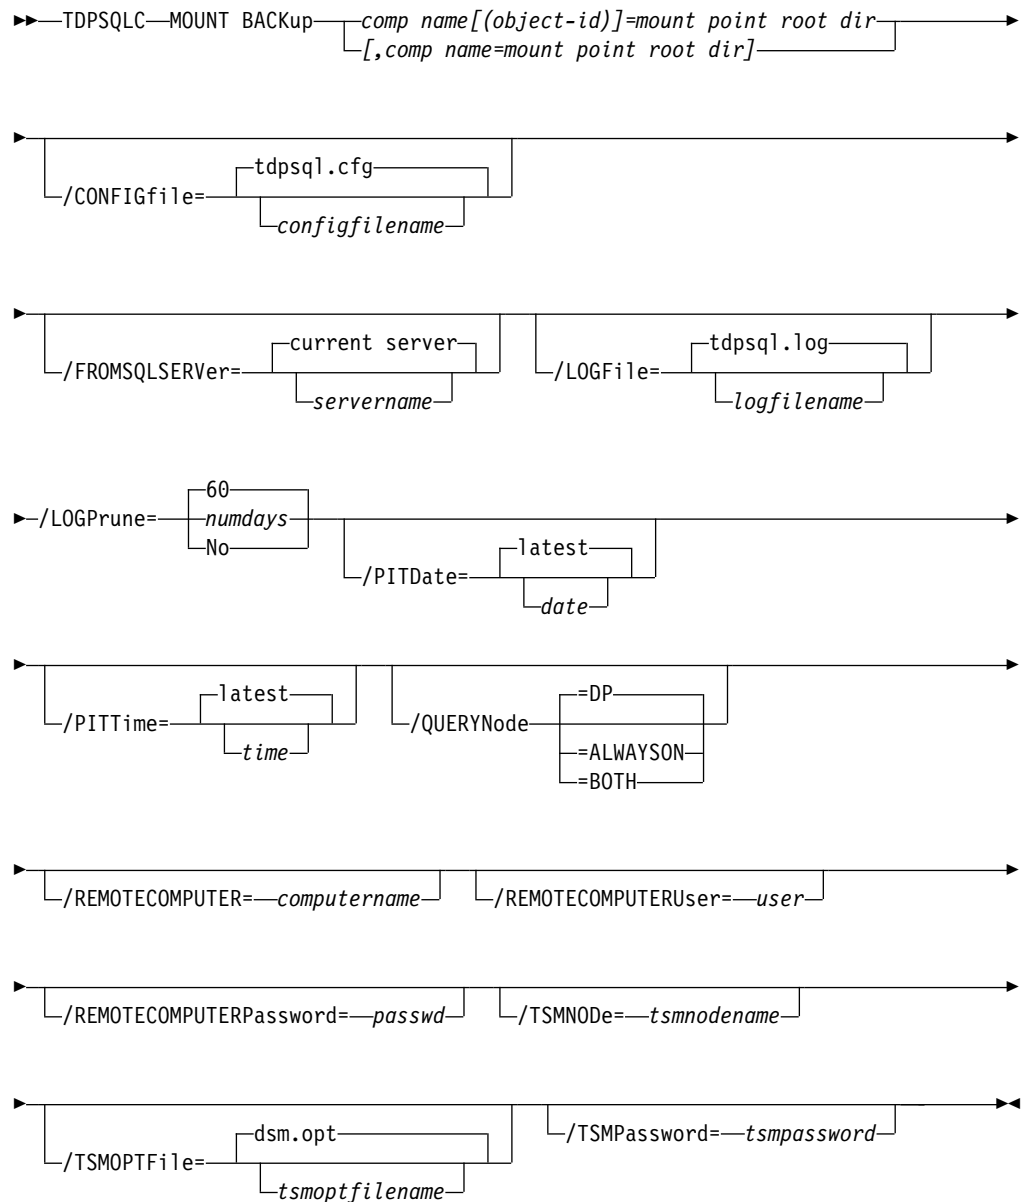 TDPSQLC MOUNT BACKup comp name[(object-id)]=mount point root dir
[,comp name=mount point root dir]
tdpsql.cfg
/CONFIGfile=
configfilename
current server tdpsql.log
/FROMSQLSERVer= /LOGFile=
servername logfilename
60
/LOGPrune= numdays
No latest
/PITDate=
date
latest =DP
/PITTime= /QUERYNode
time =ALWAYSON
=BOTH
/REMOTECOMPUTER= computername /REMOTECOMPUTERUser= user
/REMOTECOMPUTERPassword= passwd /TSMNODe= tsmnodename
dsm.opt /TSMPassword= tsmpassword
/TSMOPTFile=
tsmoptfilename